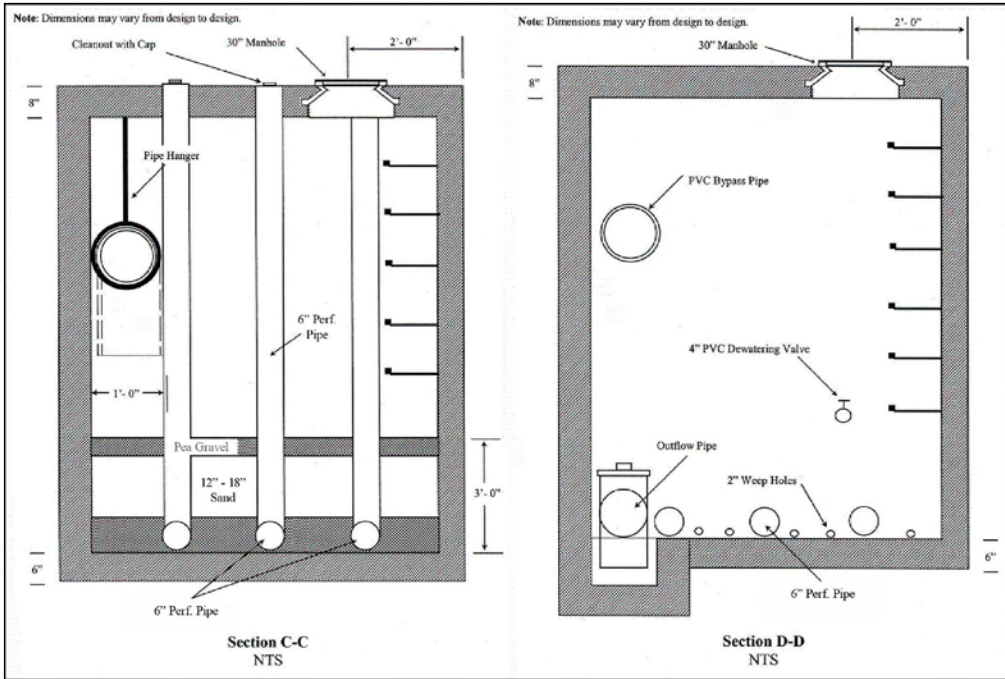 Note: Dimensions may vary from design to design.
Cleanout with Cap
30" Manhole
2'- 0"
8"
Pipe Hanger
6" Perf.
Pipe
1'- 0"
Pea Gravel
12" - 18"
Sand
3'- 0"
6"
6" Perf. Pipe
Section C-C
NTS
Note: Dimensions may vary from design to design.
2'- 0"
30" Manhole
8"
PVC Bypass Pipe
4" PVC Dewatering Valve
Outflow Pipe
2" Weep Holes
6"
6" Perf. Pipe
Section D-D
NTS